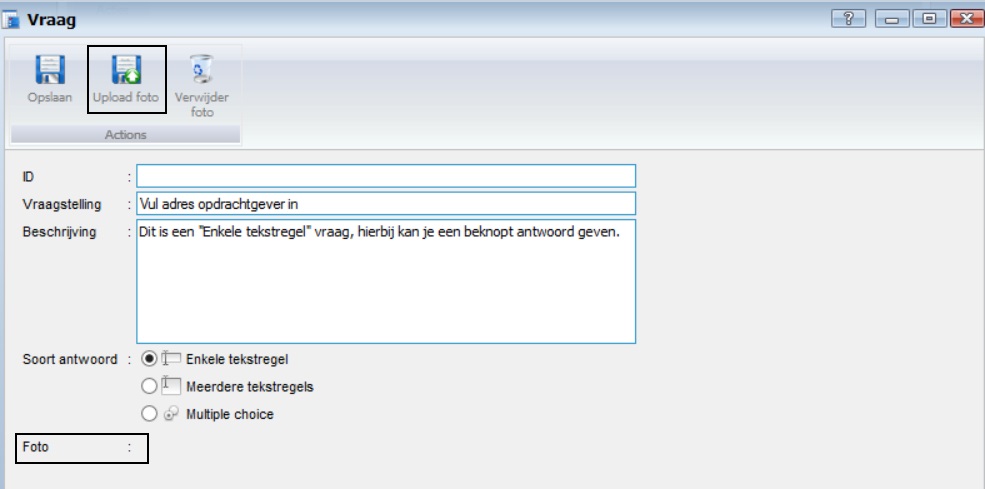 Vraag
Opslaan
Upload foto
Verwijder
foto
Actions
ID :
Vraagstelling : Vul adres opdrachtgever in
Beschrijving : Dit is een "Enkele tekstregel" vraag, hierbij kan je een beknopt antwoord geven.
Soort antwoord : Enkele tekstregel
Meerdere tekstregels
Multiple choice
Foto :